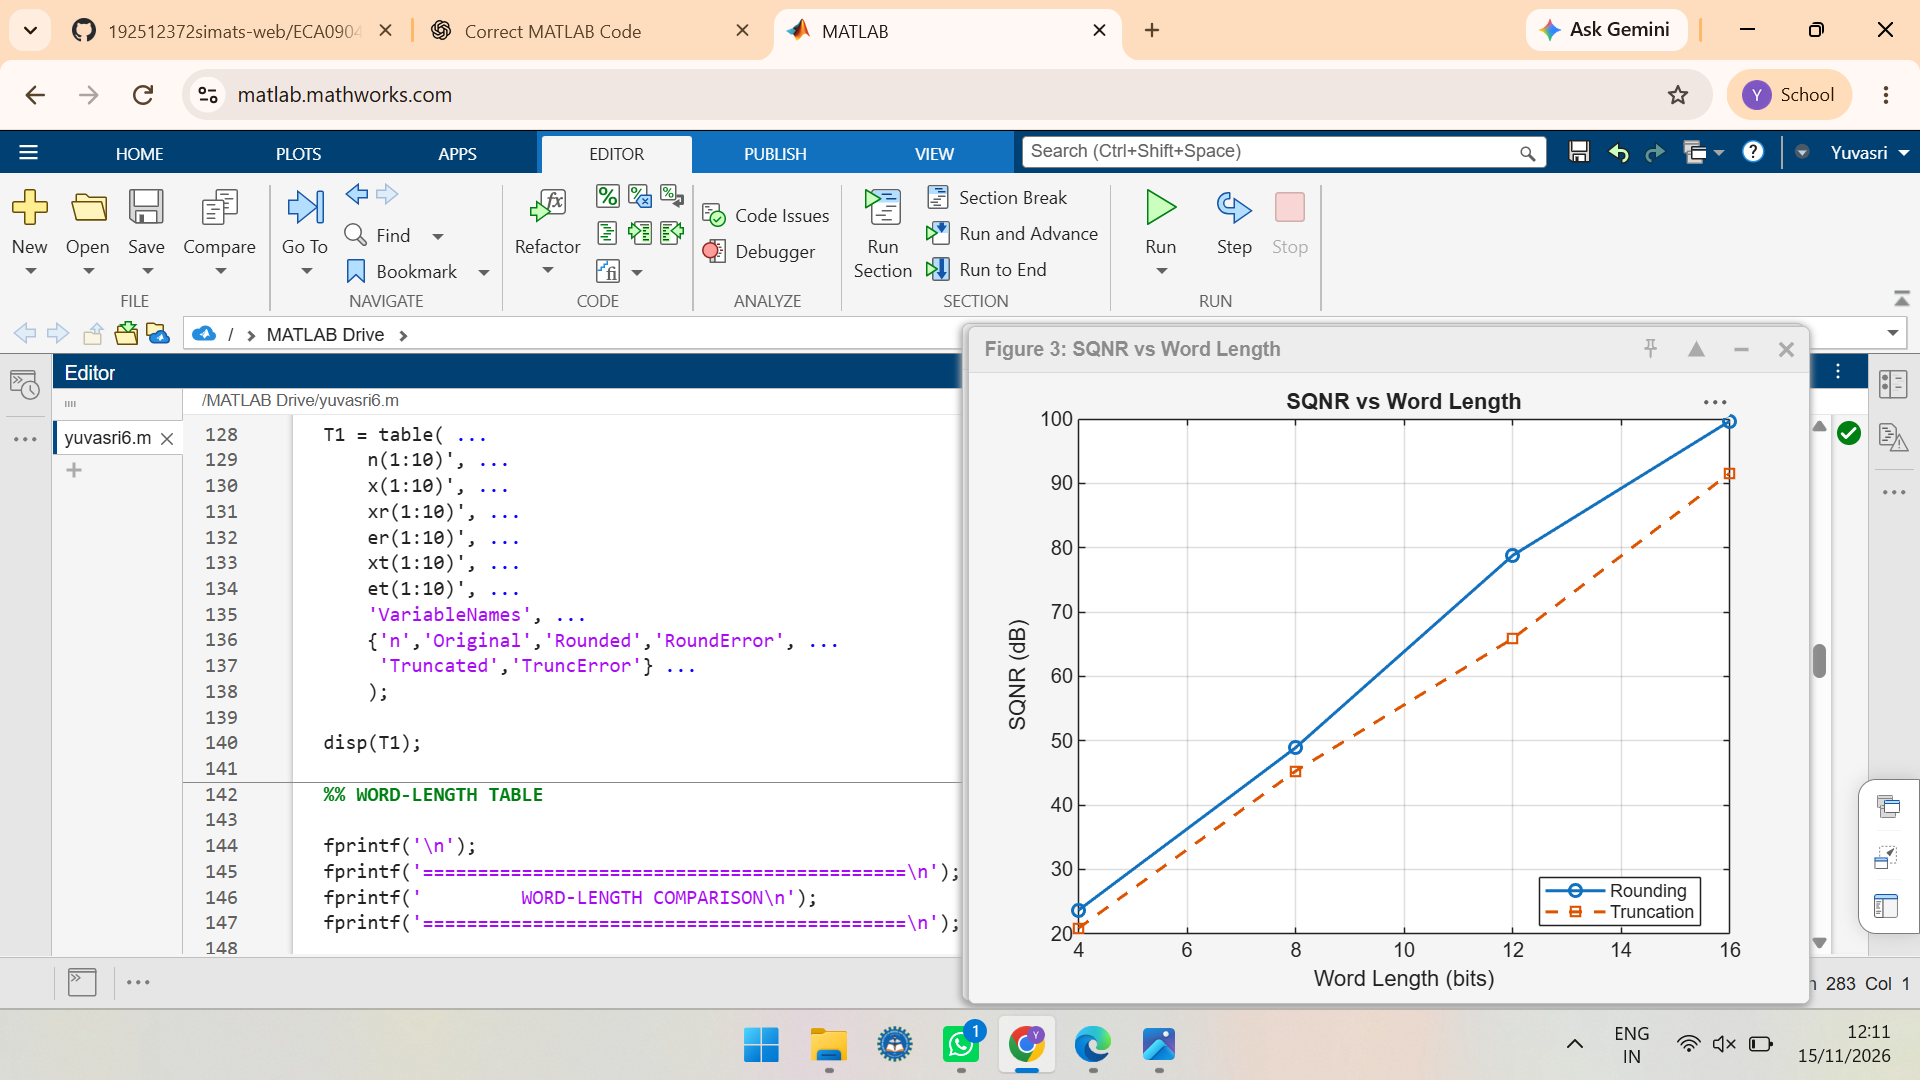 192512372simats-web/ECA0904
Correct MATLAB Code
MATLAB
Ask Gemini
matlab.mathworks.com
Y School
HOME
PLOTS
APPS
EDITOR
PUBLISH
VIEW
Search (Ctrl+Shift+Space)
Yuvasri
New
Open
Save
Compare
FILE
Go To
Find
Bookmark
NAVIGATE
Refactor
CODE
Code Issues
Debugger
ANALYZE
Run Section
Section Break
Run and Advance
Run to End
SECTION
Run
Step
Stop
RUN
/ › MATLAB Drive ›
Editor
/MATLAB Drive/yuvasri6.m
yuvasri6.m
128 T1 = table( ...
129 n(1:10)', ...
130 x(1:10)', ...
131 xr(1:10)', ...
132 er(1:10)', ...
133 xt(1:10)', ...
134 et(1:10)', ...
135 'VariableNames', ...
136 {'n','Original','Rounded','RoundError', ...
137 'Truncated','TruncError'} ...
138 );
139
140 disp(T1);
141
142 %% WORD-LENGTH TABLE
143
144 fprintf('\n');
145 fprintf('============================================\n');
146 fprintf('         WORD-LENGTH COMPARISON\n');
147 fprintf('============================================\n');
148
Figure 3: SQNR vs Word Length
SQNR vs Word Length
100
90
80
70
60
50
40
30
20
SQNR (dB)
4 6 8 10 12 14 16
Word Length (bits)
Rounding
Truncation
283 Col 1
1
Y
ENG
IN
12:11
15/11/2026